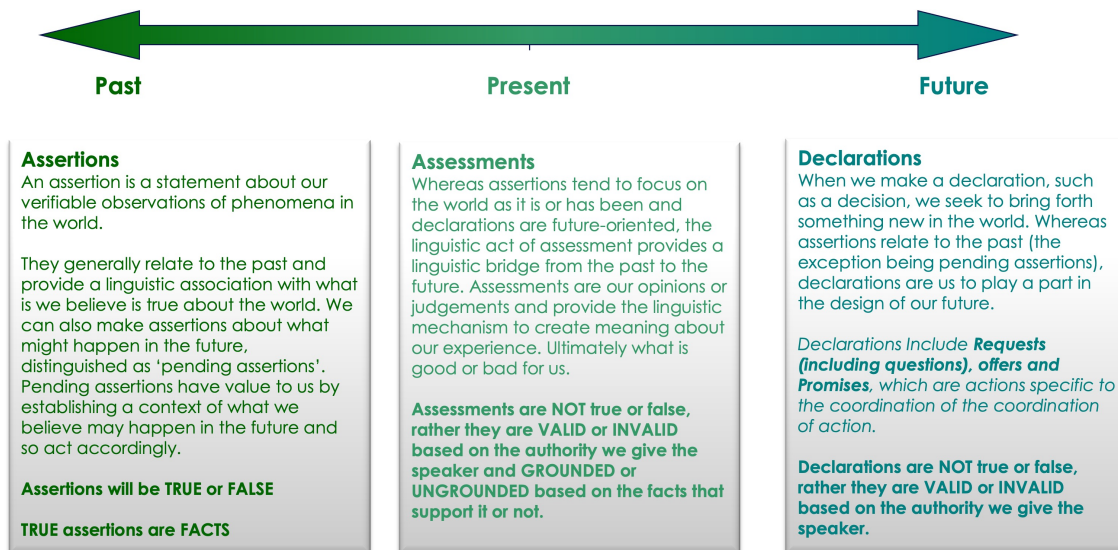 Past
Present
Future
Assertions
An assertion is a statement about our
verifiable observations of phenomena in
the world.
They generally relate to the past and
provide a linguistic association with what
is we believe is true about the world. We
can also make assertions about what
might happen in the future,
distinguished as ‘pending assertions’.
Pending assertions have value to us by
establishing a context of what we
believe may happen in the future and
so act accordingly.
Assertions will be TRUE or FALSE
TRUE assertions are FACTS
Assessments
Whereas assertions tend to focus on
the world as it is or has been and
declarations are future-oriented, the
linguistic act of assessment provides a
linguistic bridge from the past to the
future. Assessments are our opinions or
judgements and provide the linguistic
mechanism to create meaning about
our experience. Ultimately what is
good or bad for us.
Assessments are NOT true or false,
rather they are VALID or INVALID
based on the authority we give the
speaker and GROUNDED or
UNGROUNDED based on the facts that
support it or not.
Declarations
When we make a declaration, such
as a decision, we seek to bring forth
something new in the world. Whereas
assertions relate to the past (the
exception being pending assertions),
declarations are us to play a part in
the design of our future.
Declarations Include Requests
(including questions), offers and
Promises, which are actions specific to
the coordination of the coordination
of action.
Declarations are NOT true or false,
rather they are VALID or INVALID
based on the authority we give the
speaker.